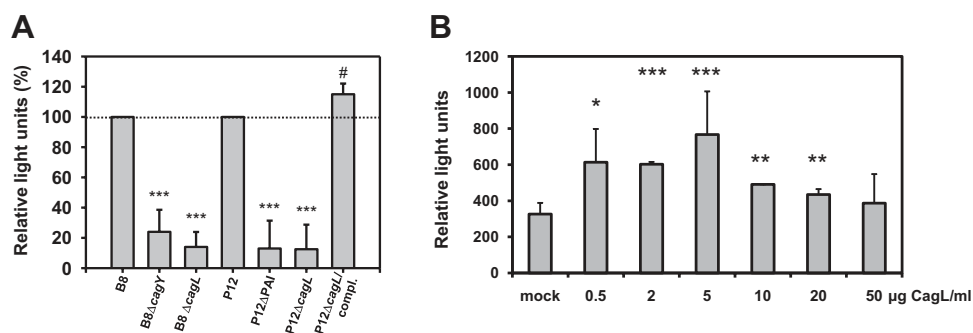 A
Relative light units (%)
140
120
100
80
60
40
20
0
***
***
***
***
#
B8
B8ΔcagY
B8 ΔcagL
P12
P12ΔPAI
P12ΔcagL
P12ΔcagL/
compl.
B
Relative light units
1200
1000
800
600
400
200
0
*
***
***
**
**
mock 0.5 2 5 10 20 50 µg CagL/ml